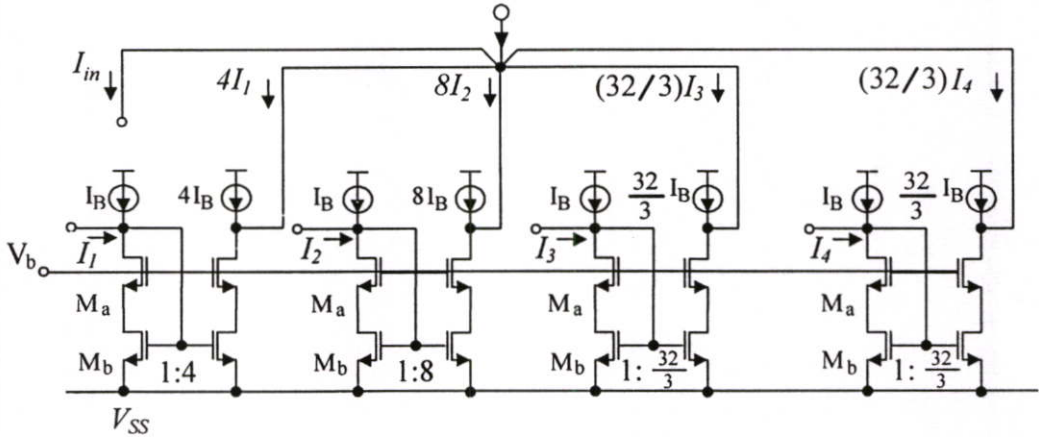 I_in 4I_1 8I_2 (32/3)I_3 (32/3)I_4
I_B 4I_B I_B 8I_B I_B 32/3 I_B I_B 32/3 I_B
I_1 I_2 I_3 I_4
V_b
M_a M_a M_a M_a
M_b 1:4 M_b 1:8 M_b 1: 32/3 M_b 1: 32/3
V_SS